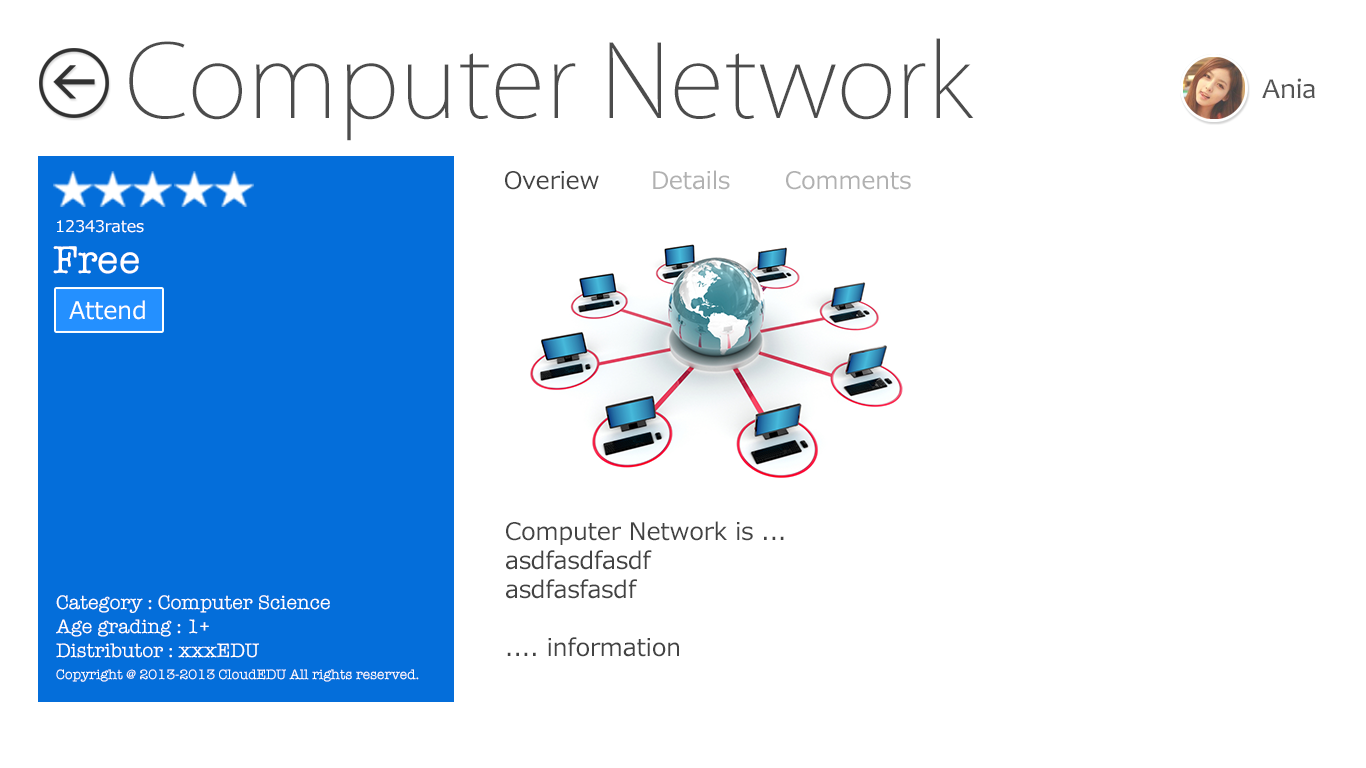 Computer Network
Ania
12343rates
Free
Attend
Category : Computer Science
Age grading : 1+
Distributor : xxxEDU
Copyright @ 2013-2013 CloudEDU All rights reserved.
Overiew Details Comments
Computer Network is ...
asdfasdfasdf
asdfasfasdf
.... information